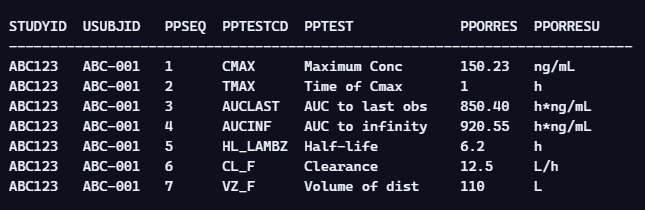 STUDYID  USUBJID   PPSEQ  PPTESTCD  PPTEST             PPORRES  PPORRESU
----------------------------------------------------------------------------
ABC123   ABC-001   1      CMAX      Maximum Conc       150.23   ng/mL
ABC123   ABC-001   2      TMAX      Time of Cmax       1        h
ABC123   ABC-001   3      AUCLAST   AUC to last obs    850.40   h*ng/mL
ABC123   ABC-001   4      AUCINF    AUC to infinity    920.55   h*ng/mL
ABC123   ABC-001   5      HL_LAMBZ  Half-life          6.2      h
ABC123   ABC-001   6      CL_F      Clearance          12.5     L/h
ABC123   ABC-001   7      VZ_F      Volume of dist     110      L